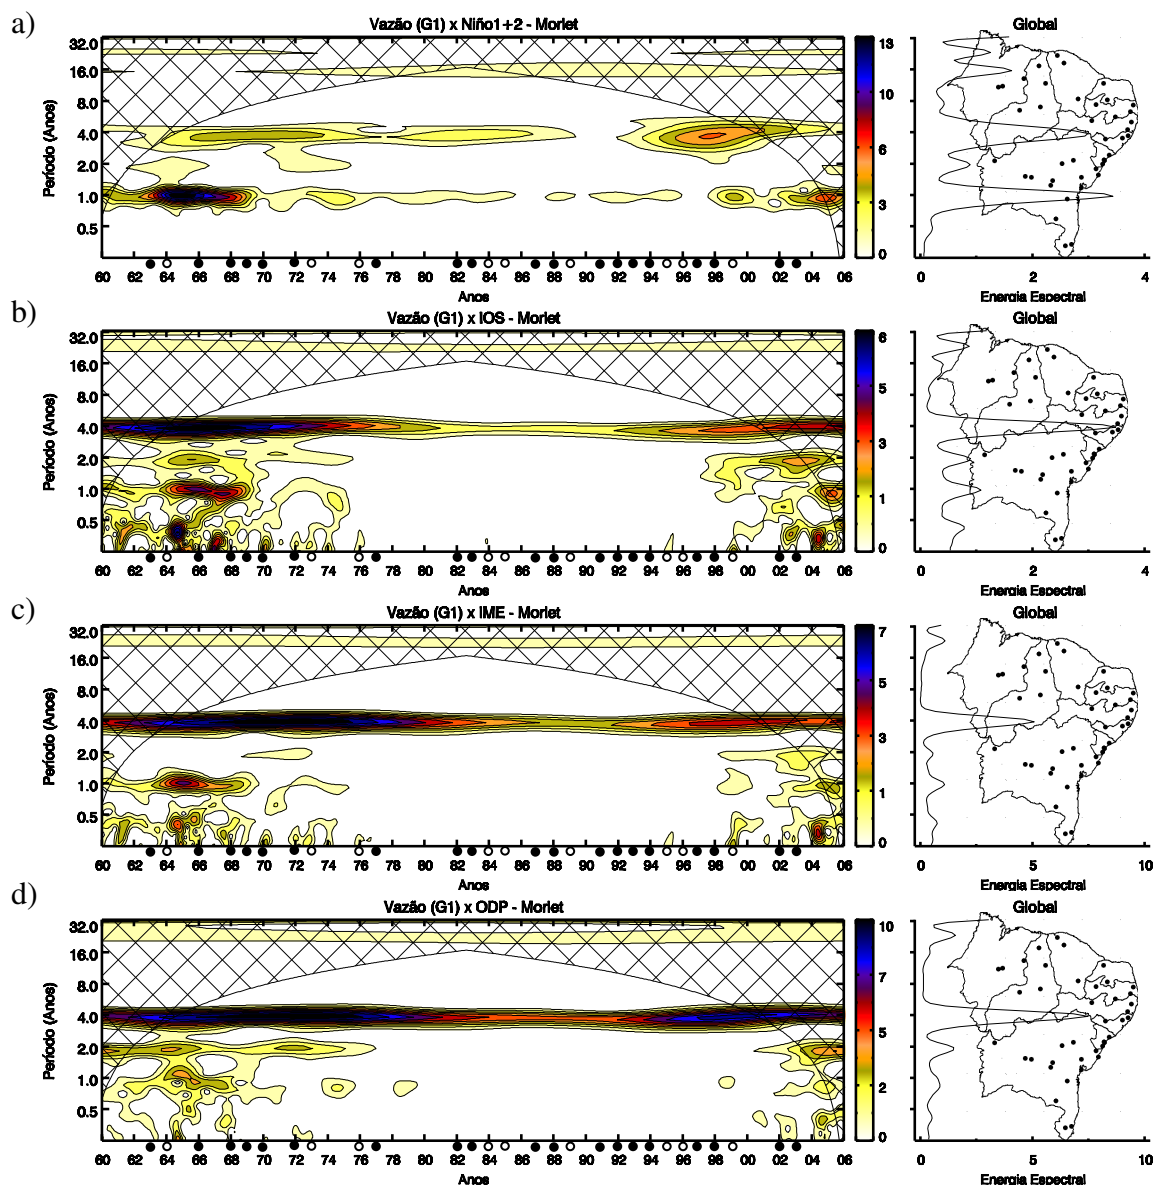 a)
Vazão (G1) x Niño1+2 - Morlet
Global
Período (Anos)
32.0
16.0
8.0
4.0
2.0
1.0
0.5
60 62 64 66 68 70 72 74 76 78 80 82 84 86 88 90 92 94 96 98 00 02 04 06
Anos
13
10
6
3
0
0 2 4
Energia Espectral
b)
Vazão (G1) x IOS - Morlet
Global
Período (Anos)
32.0
16.0
8.0
4.0
2.0
1.0
0.5
60 62 64 66 68 70 72 74 76 78 80 82 84 86 88 90 92 94 96 98 00 02 04 06
Anos
6
5
3
1
0
0 2 4
Energia Espectral
c)
Vazão (G1) x IME - Morlet
Global
Período (Anos)
32.0
16.0
8.0
4.0
2.0
1.0
0.5
60 62 64 66 68 70 72 74 76 78 80 82 84 86 88 90 92 94 96 98 00 02 04 06
Anos
7
5
3
1
0
0 5 10
Energia Espectral
d)
Vazão (G1) x ODP - Morlet
Global
Período (Anos)
32.0
16.0
8.0
4.0
2.0
1.0
0.5
60 62 64 66 68 70 72 74 76 78 80 82 84 86 88 90 92 94 96 98 00 02 04 06
Anos
10
7
5
2
0
0 5 10
Energia Espectral